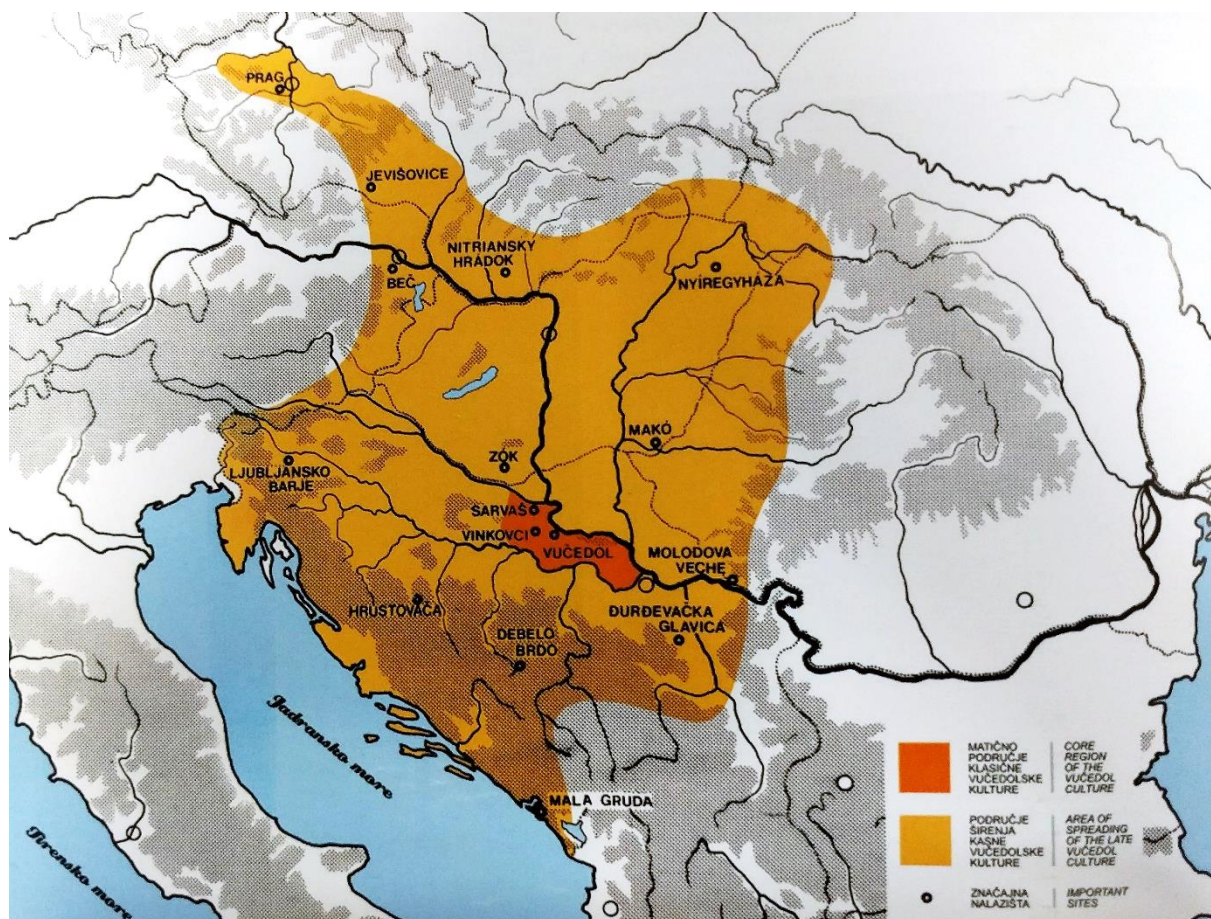 PRAG
JEVIŠOVICE
NITRIANSKY
HRÁDOK
BEČ
NYÍREGYHÁZA
MAKÓ
ZÓK
LJUBLJANSKO
BARJE
SARVAŠ
VINKOVCI
VUČEDOL
MOLODOVA
VECHE
HRUSTOVAČA
ĐURĐEVAČKA
GLAVICA
DEBELO
BRDO
Jadransko more
MALA GRUDA
Tirensko more
MATIČNO
PODRUČJE
KLASIČNE
VUČEDOLSKE
KULTURE
CORE
REGION
OF THE
VUČEDOL
CULTURE
PODRUČJE
ŠIRENJA
KASNE
VUČEDOLSKE
KULTURE
AREA OF
SPREADING
OF THE LATE
VUČEDOL
CULTURE
ZNAČAJNA
NALAZIŠTA
IMPORTANT
SITES